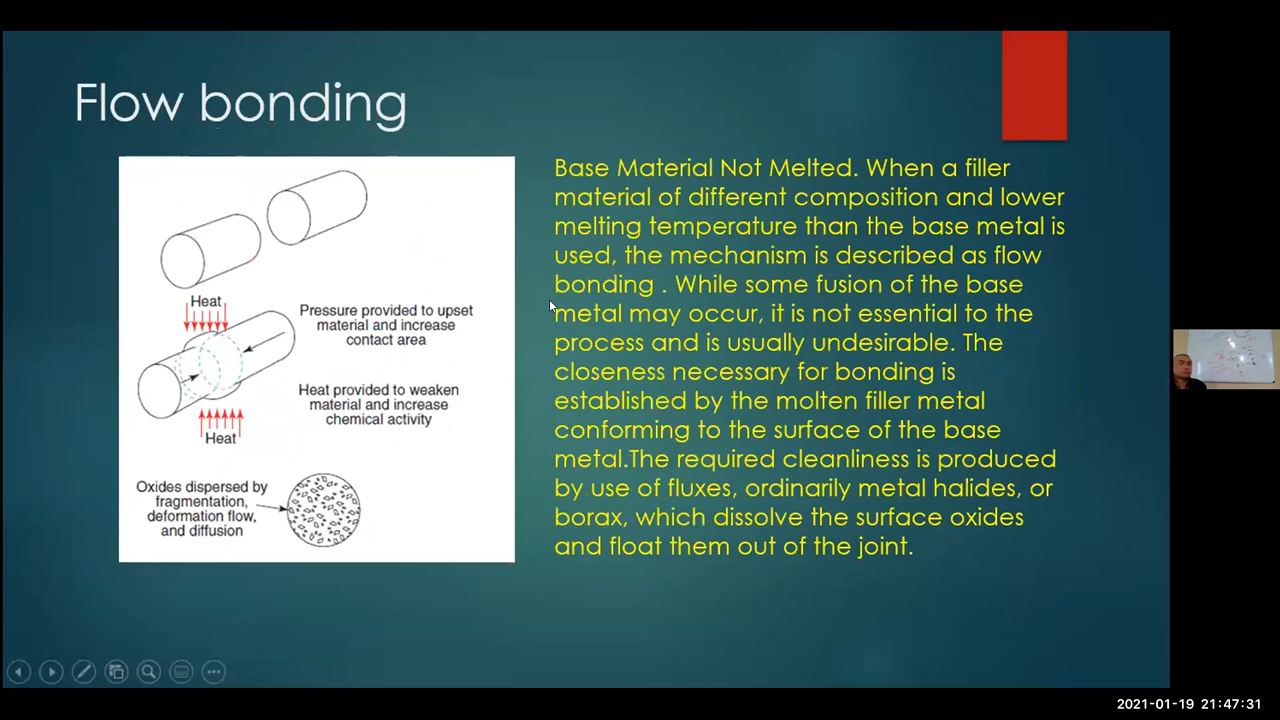 Flow bonding
Heat
Pressure provided to upset
material and increase
contact area
Heat provided to weaken
material and increase
chemical activity
Heat
Oxides dispersed by
fragmentation,
deformation flow,
and diffusion
Base Material Not Melted. When a filler
material of different composition and lower
melting temperature than the base metal is
used, the mechanism is described as flow
bonding . While some fusion of the base
metal may occur, it is not essential to the
process and is usually undesirable. The
closeness necessary for bonding is
established by the molten filler metal
conforming to the surface of the base
metal.The required cleanliness is produced
by use of fluxes, ordinarily metal halides, or
borax, which dissolve the surface oxides
and float them out of the joint.
2021-01-19 21:47:31